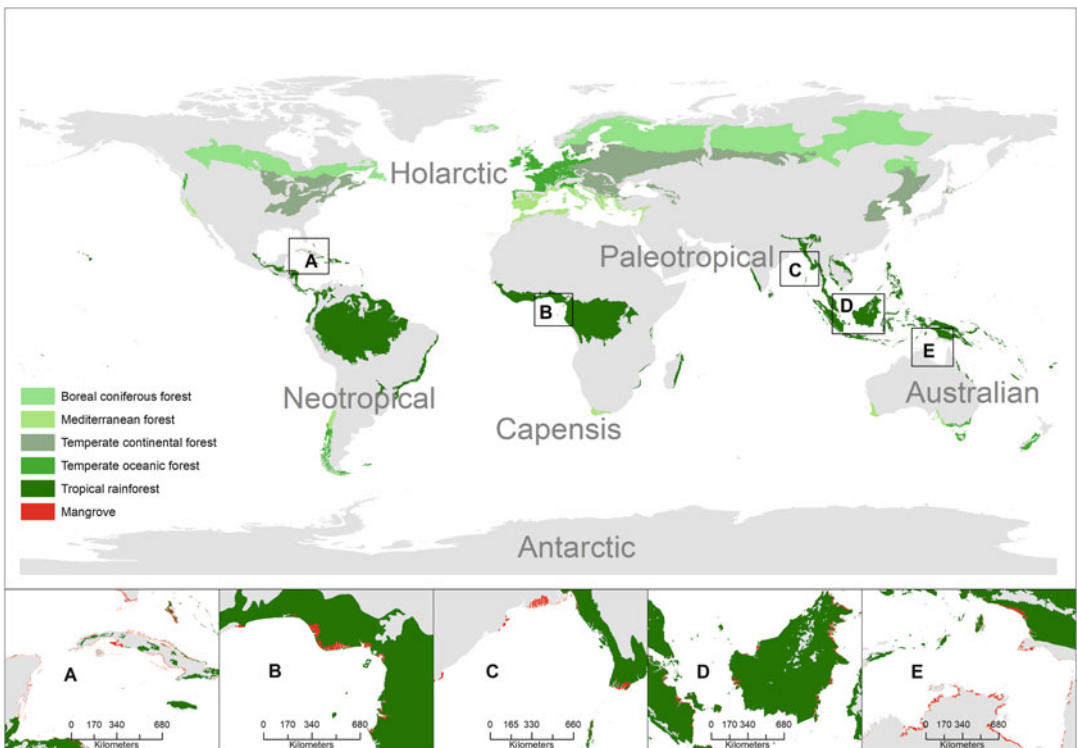 Holarctic
Paleotropical
A
B
C
D
E
Neotropical
Capensis
Australian
Antarctic
Boreal coniferous forest
Mediterranean forest
Temperate continental forest
Temperate oceanic forest
Tropical rainforest
Mangrove
A
0 170 340 680
Kilometers
B
0 170 340 680
Kilometers
C
0 165 330 660
Kilometers
D
0 170 340 680
Kilometers
E
0 170 340 680
Kilometers